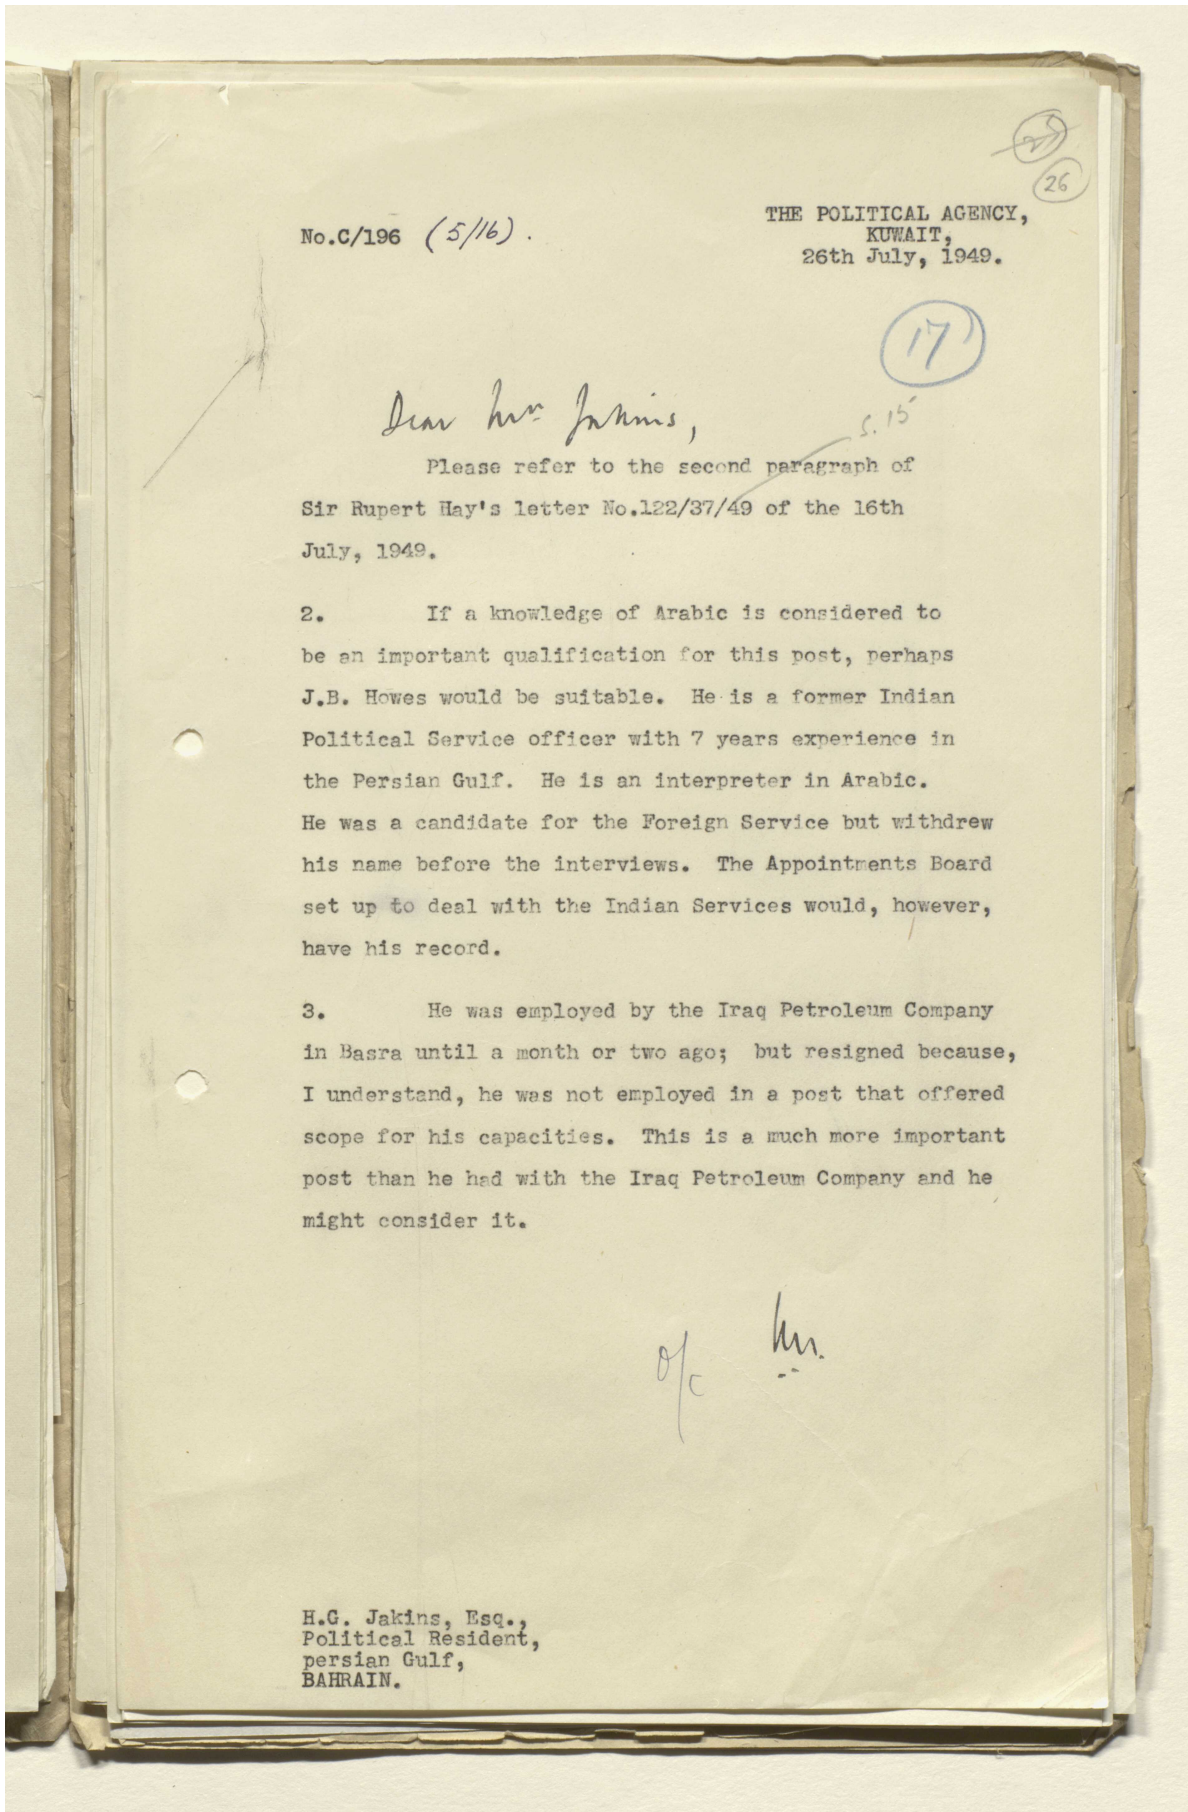 26
THE POLITICAL AGENCY,
KUWAIT,
26th July, 1949.
No.C/196 (5/16).
17
Dear Mr. Jakins,
S.15
Please refer to the second paragraph of
Sir Rupert Hay's letter No.122/37/49 of the 16th
July, 1949.
2. If a knowledge of Arabic is considered to
be an important qualification for this post, perhaps
J.B. Howes would be suitable. He is a former Indian
Political Service officer with 7 years experience in
the Persian Gulf. He is an interpreter in Arabic.
He was a candidate for the Foreign Service but withdrew
his name before the interviews. The Appointments Board
set up to deal with the Indian Services would, however,
have his record.
3. He was employed by the Iraq Petroleum Company
in Basra until a month or two ago; but resigned because,
I understand, he was not employed in a post that offered
scope for his capacities. This is a much more important
post than he had with the Iraq Petroleum Company and he
might consider it.
o/c
H.G. Jakins, Esq.,
Political Resident,
persian Gulf,
BAHRAIN.